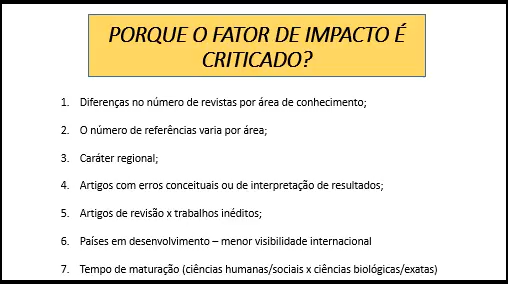 PORQUE O FATOR DE IMPACTO É
CRITICADO?
1. Diferenças no número de revistas por área de conhecimento;
2. O número de referências varia por área;
3. Caráter regional;
4. Artigos com erros conceituais ou de interpretação de resultados;
5. Artigos de revisão x trabalhos inéditos;
6. Países em desenvolvimento – menor visibilidade internacional
7. Tempo de maturação (ciências humanas/sociais x ciências biológicas/exatas)